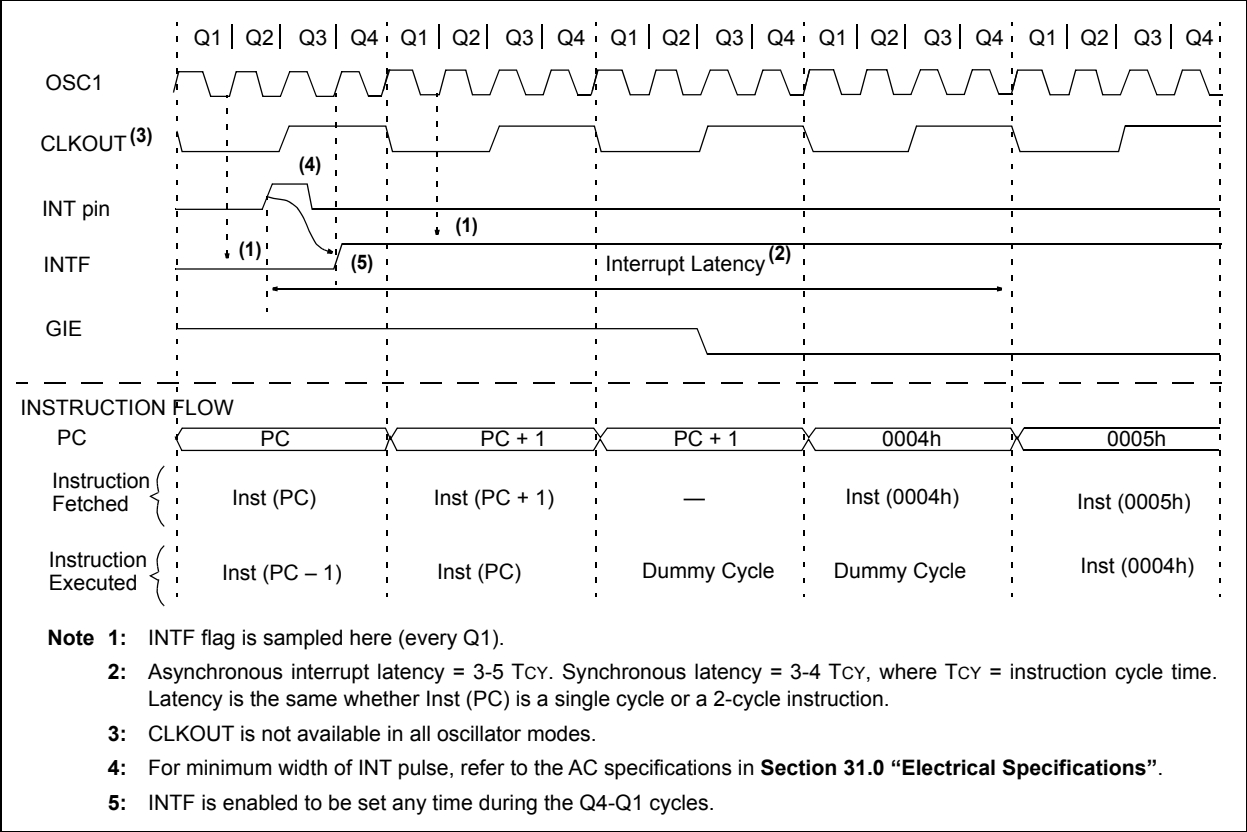 Q1 Q2 Q3 Q4 Q1 Q2 Q3 Q4 Q1 Q2 Q3 Q4 Q1 Q2 Q3 Q4 Q1 Q2 Q3 Q4
OSC1
CLKOUT (3)
(4)
INT pin
(1)
(1)
INTF
(5)
Interrupt Latency (2)
GIE
INSTRUCTION FLOW
PC PC PC + 1 PC + 1 0004h 0005h
Instruction
Fetched
Inst (PC) Inst (PC + 1) — Inst (0004h) Inst (0005h)
Instruction
Executed
Inst (PC – 1) Inst (PC) Dummy Cycle Dummy Cycle Inst (0004h)
Note 1: INTF flag is sampled here (every Q1).
2: Asynchronous interrupt latency = 3-5 TCY. Synchronous latency = 3-4 TCY, where TCY = instruction cycle time.
Latency is the same whether Inst (PC) is a single cycle or a 2-cycle instruction.
3: CLKOUT is not available in all oscillator modes.
4: For minimum width of INT pulse, refer to the AC specifications in Section 31.0 “Electrical Specifications”.
5: INTF is enabled to be set any time during the Q4-Q1 cycles.